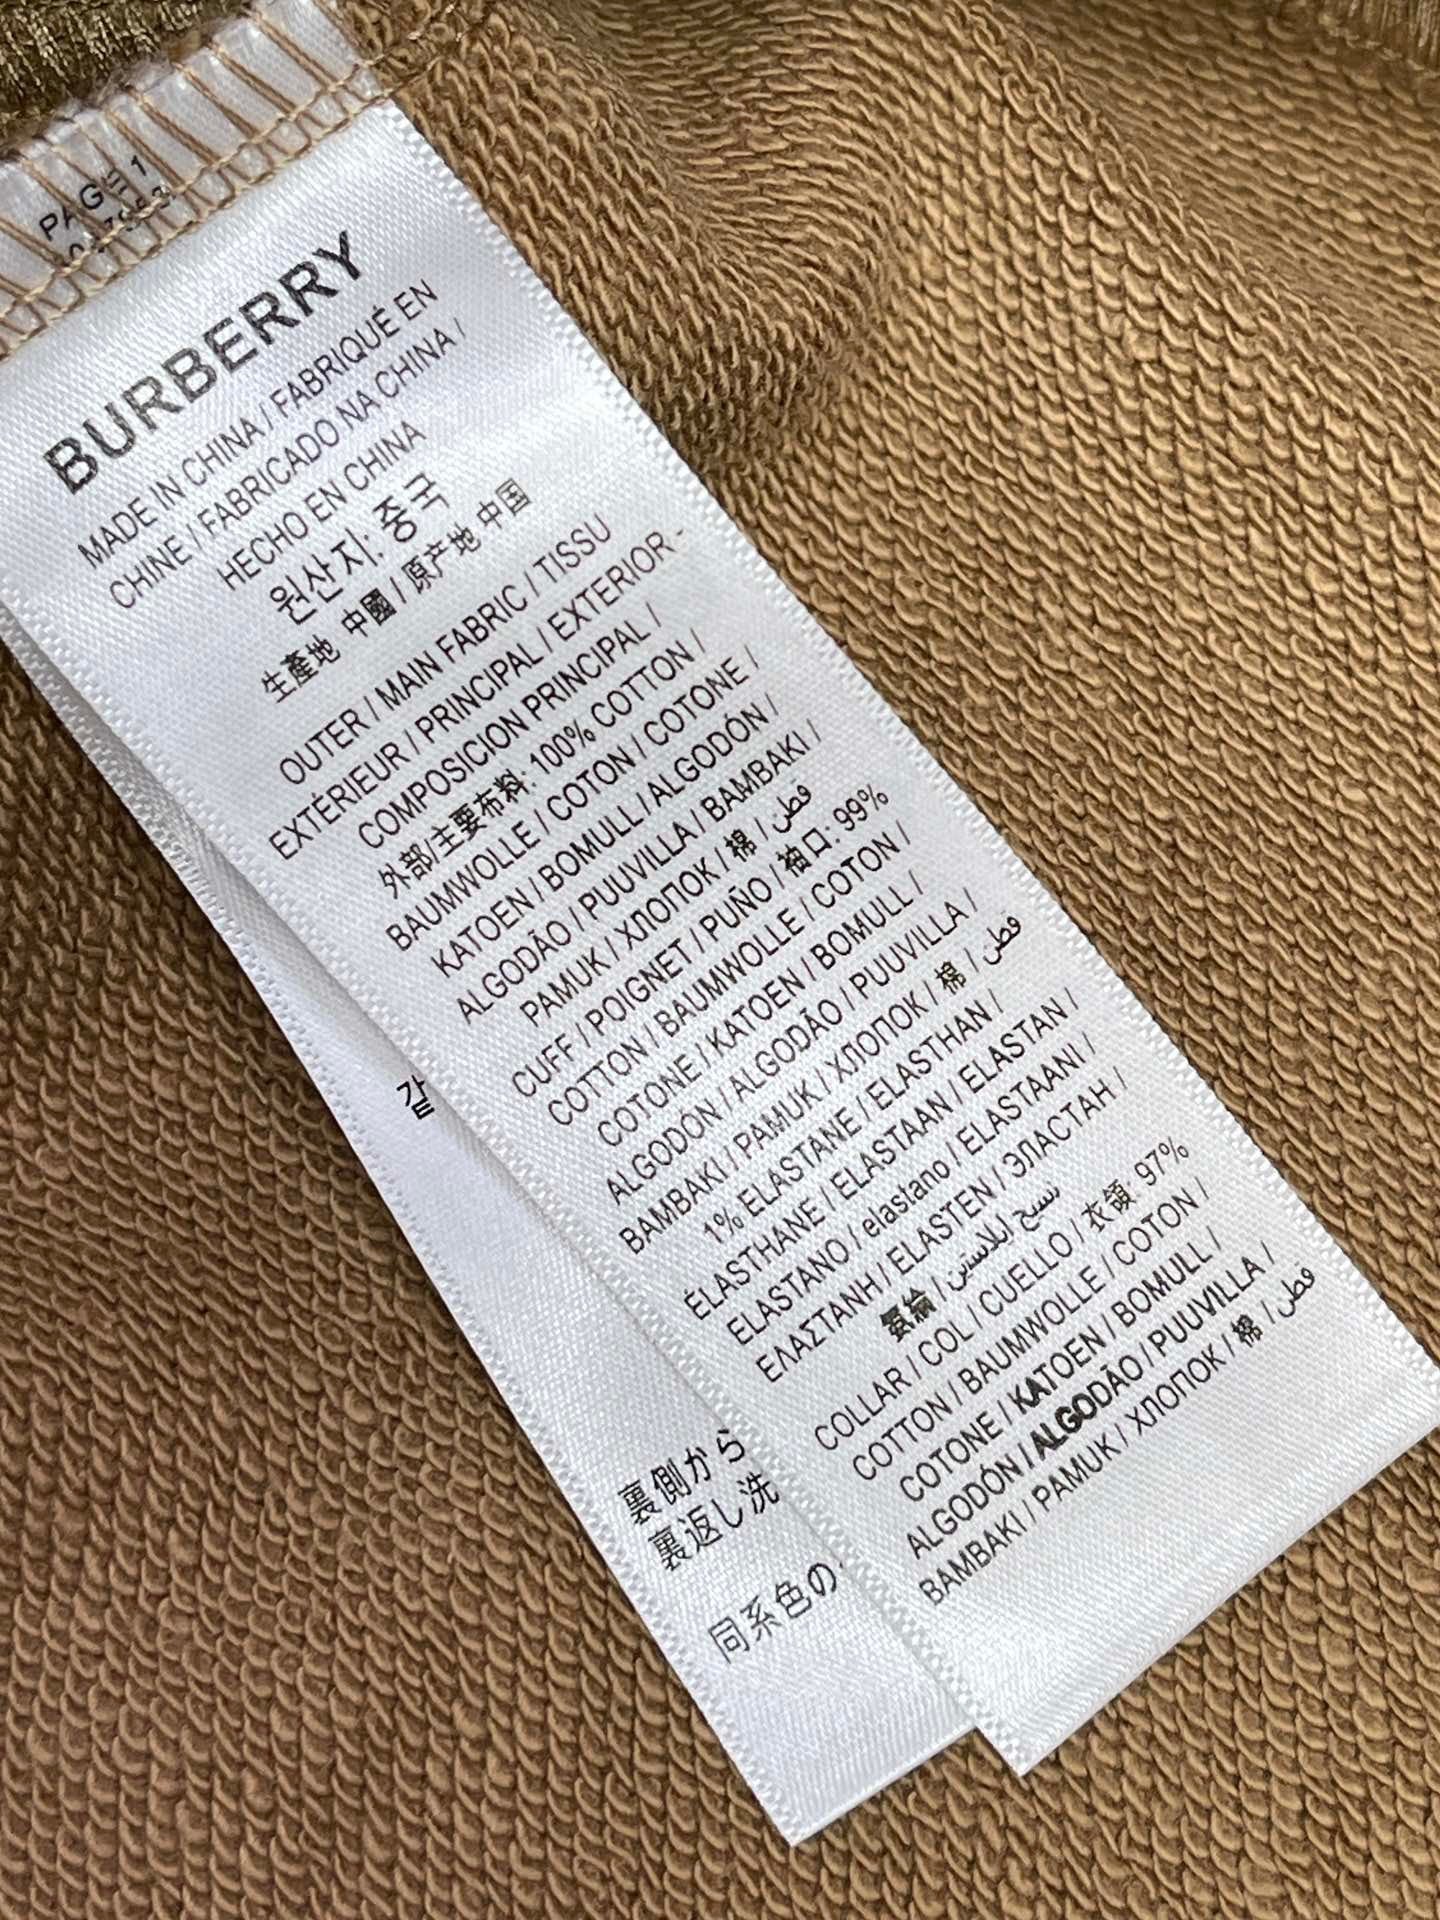 PAGE 1
BURBERRY
MADE IN CHINA / FABRIQUÉ EN
CHINE / FABRICADO NA CHINA /
HECHO EN CHINA
원산지: 중국
生產地 中國 / 原产地 中国
OUTER / MAIN FABRIC / TISSU
EXTÉRIEUR / PRINCIPAL / EXTERIOR -
COMPOSICION PRINCIPAL /
外部/主要布料: 100% COTTON /
BAUMWOLLE / COTON / COTONE /
KATOEN / BOMULL / ALGODÓN /
ALGODÃO / PUUVILLA / BAMBAKI /
PAMUK / ХЛОПОК / 棉 / قطن
CUFF / POIGNET / PUÑO / 袖口: 99%
COTTON / BAUMWOLLE / COTON /
COTONE / KATOEN / BOMULL /
ALGODÓN / ALGODÃO / PUUVILLA /
BAMBAKI / PAMUK / ХЛОПОК / 棉 / قطن
1% ELASTANE / ELASTHAN /
ÉLASTHANE / ELASTAAN / ELASTAN /
ELASTANO / elastano / ELASTAANI /
ΕΛΑΣΤΑΝΗ / ELASTEN / ЭЛАСТАН /
氨綸 / نسيج إيلاستين
COLLAR / COL / CUELLO / 衣領: 97%
COTTON / BAUMWOLLE / COTON /
COTONE / KATOEN / BOMULL /
ALGODÓN / ALGODÃO / PUUVILLA /
BAMBAKI / PAMUK / ХЛОПОК / 棉 / قطن
같
裏側から
裏返し洗
同系色の